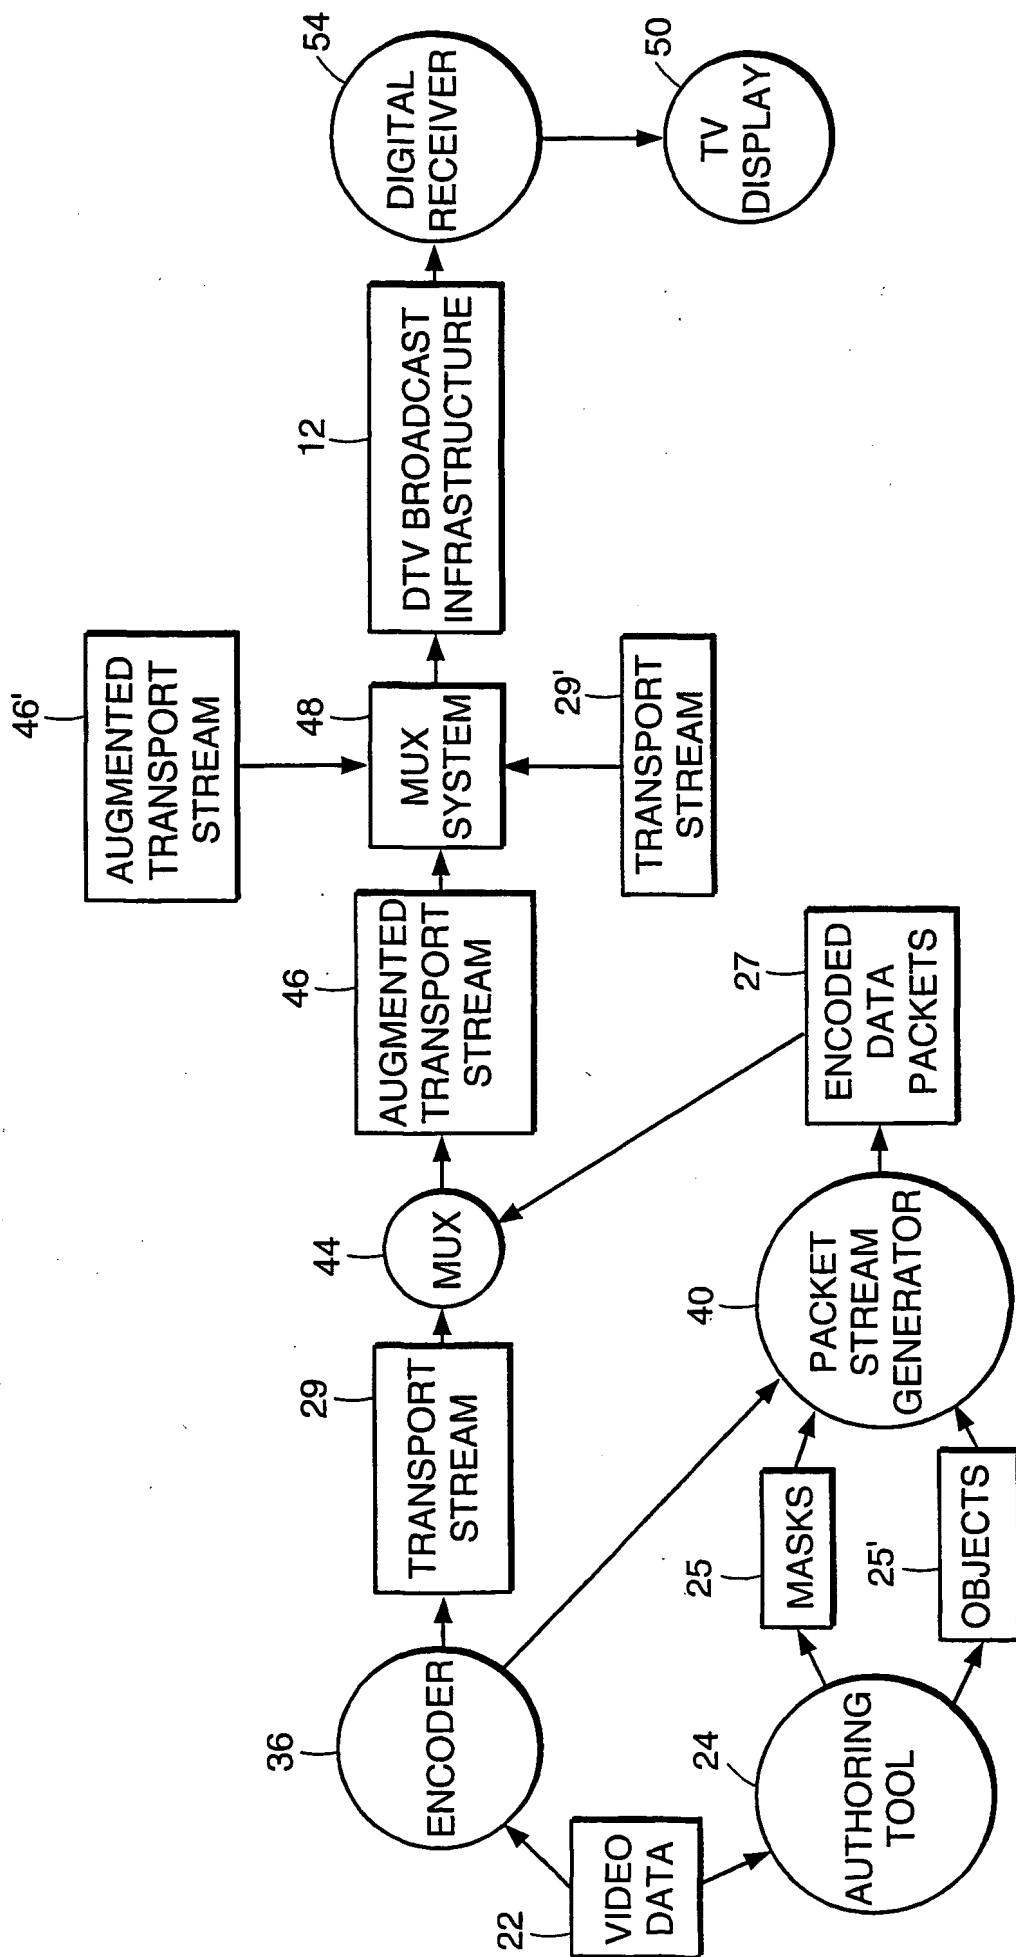 22
VIDEO
DATA
36
ENCODER
24
AUTHORING
TOOL
29
TRANSPORT
STREAM
25
MASKS
25'
OBJECTS
44
MUX
40
PACKET
STREAM
GENERATOR
46
AUGMENTED
TRANSPORT
STREAM
27
ENCODED
DATA
PACKETS
46'
AUGMENTED
TRANSPORT
STREAM
48
MUX
SYSTEM
29'
TRANSPORT
STREAM
12
DTV BROADCAST
INFRASTRUCTURE
54
DIGITAL
RECEIVER
50
TV
DISPLAY